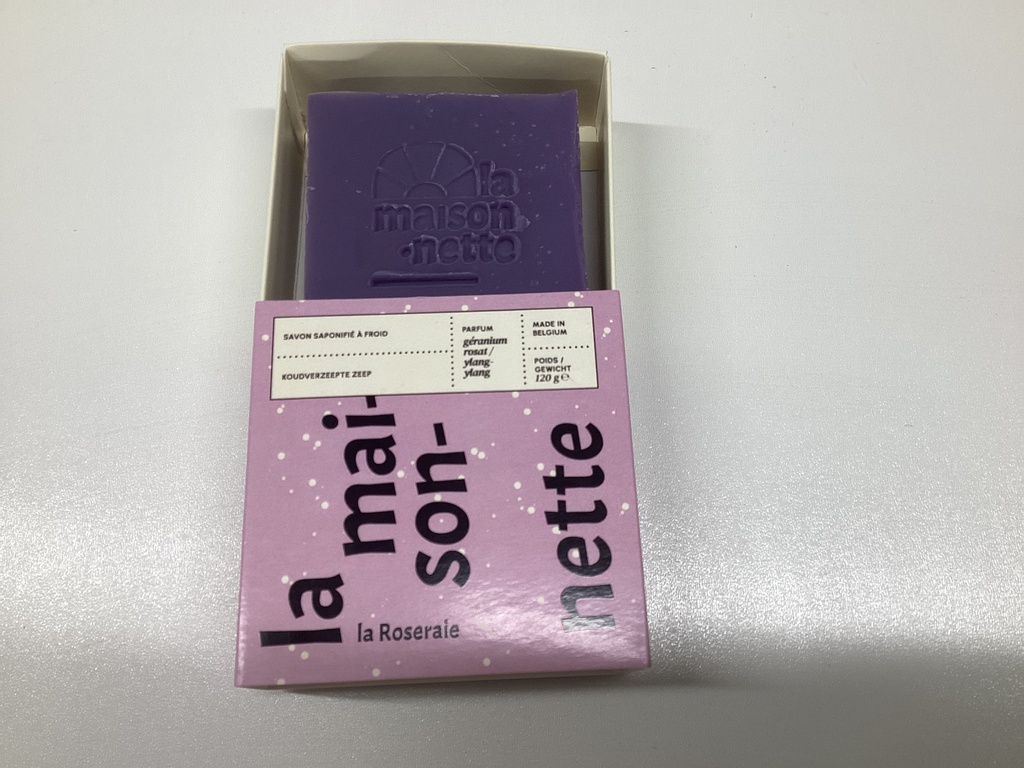 la
maison
nette
SAVON SAPONIFIÉ À FROID
KOUDVERZEEPTE ZEEP
PARFUM
géranium
rosat /
ylang-
ylang
MADE IN
BELGIUM
POIDS /
GEWICHT
120 g ℮
la
mai-
son-
nette
la Roseraie